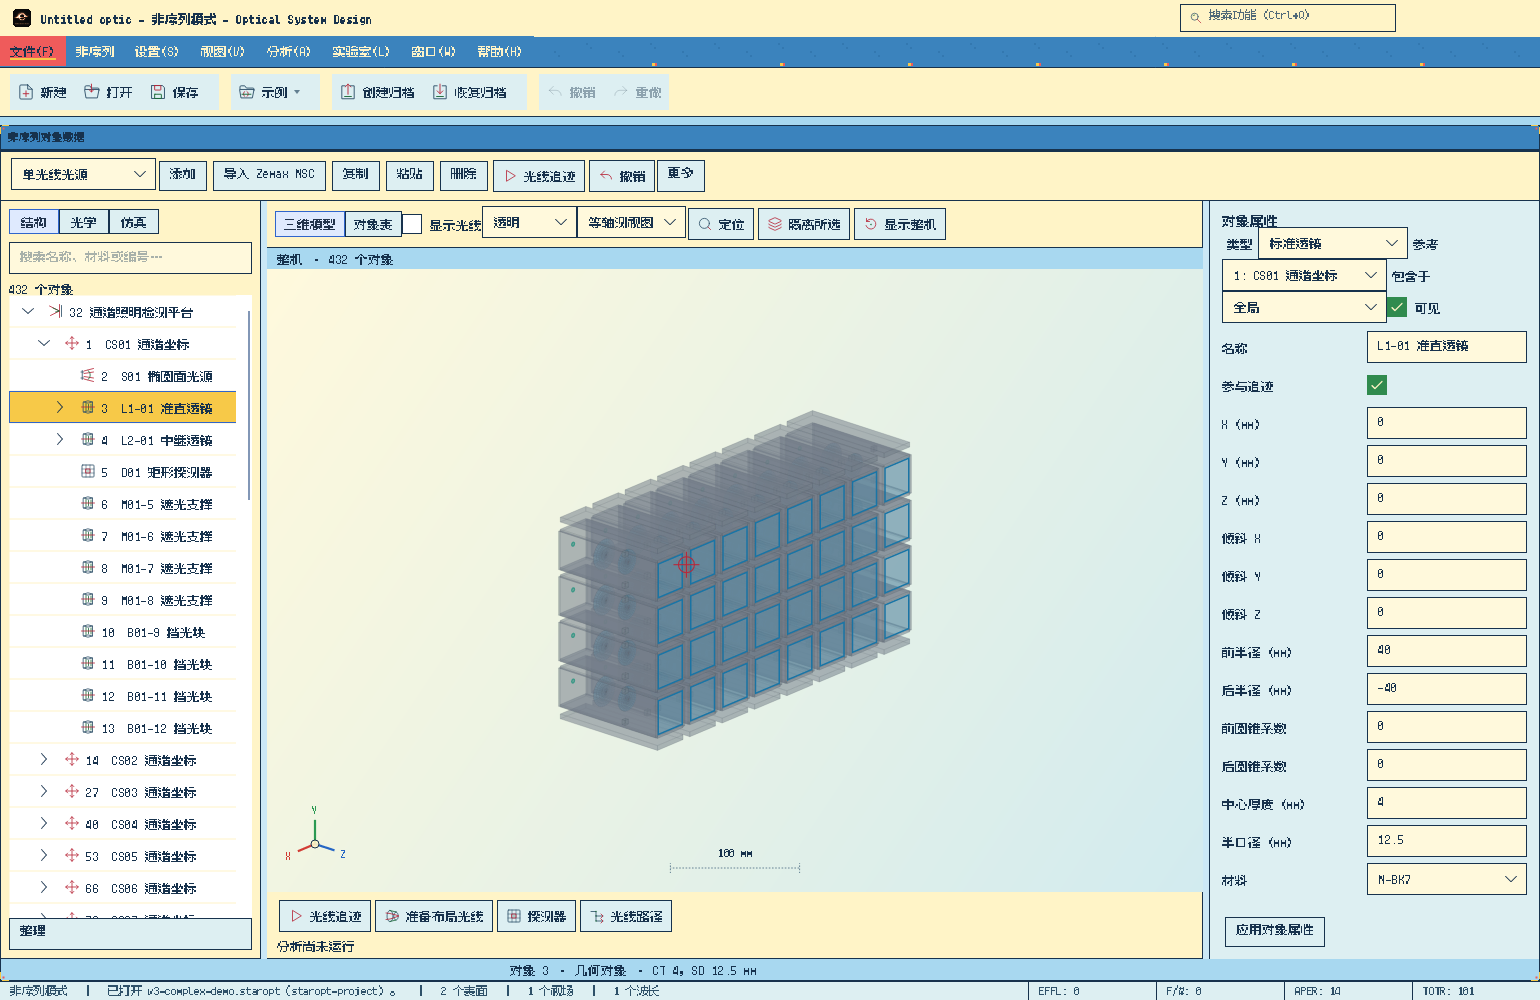 Untitled optic - 非序列模式 - Optical System Design
搜索功能 (Ctrl+Q)
文件(F) 非序列 设置(S) 视图(V) 分析(A) 实验室(L) 窗口(W) 帮助(H)
新建 打开 保存 示例 创建归档 恢复归档 撤销 重做
非序列对象数据
单光线光源 添加 导入 Zemax NSC 复制 粘贴 删除 光线追迹 撤销 更多
结构 光学 仿真
搜索名称、材料或编号…
432 个对象
32 通道照明检测平台
1 CS01 通道坐标
2 S01 椭圆面光源
3 L1-01 准直透镜
4 L2-01 中继透镜
5 D01 矩形探测器
6 M01-5 遮光支撑
7 M01-6 遮光支撑
8 M01-7 遮光支撑
9 M01-8 遮光支撑
10 B01-9 挡光块
11 B01-10 挡光块
12 B01-11 挡光块
13 B01-12 挡光块
14 CS02 通道坐标
27 CS03 通道坐标
40 CS04 通道坐标
53 CS05 通道坐标
66 CS06 通道坐标
整理
三维模型 对象表 显示光线 透明 等轴测视图 定位 隔离所选 显示整机
整机 - 432 个对象
Y
X
Z
100 mm
光线追迹 准备布局光线 探测器 光线路径
分析尚未运行
对象属性
类型 标准透镜 参考
1: CS01 通道坐标 包含于
全局 可见
名称 L1-01 准直透镜
参与追迹
X (mm) 0
Y (mm) 0
Z (mm) 0
倾斜 X 0
倾斜 Y 0
倾斜 Z 0
前半径 (mm) 40
后半径 (mm) -40
前圆锥系数 0
后圆锥系数 0
中心厚度 (mm) 4
半口径 (mm) 12.5
材料 N-BK7
应用对象属性
对象 3 - 几何对象 - CT 4, SD 12.5 mm
非序列模式 | 已打开 w3-complex-demo.staropt (staropt-project) 。 | 2 个表面 | 1 个视场 | 1 个波长
EFFL: 0 F/#: 0 APER: 14 TOTR: 101